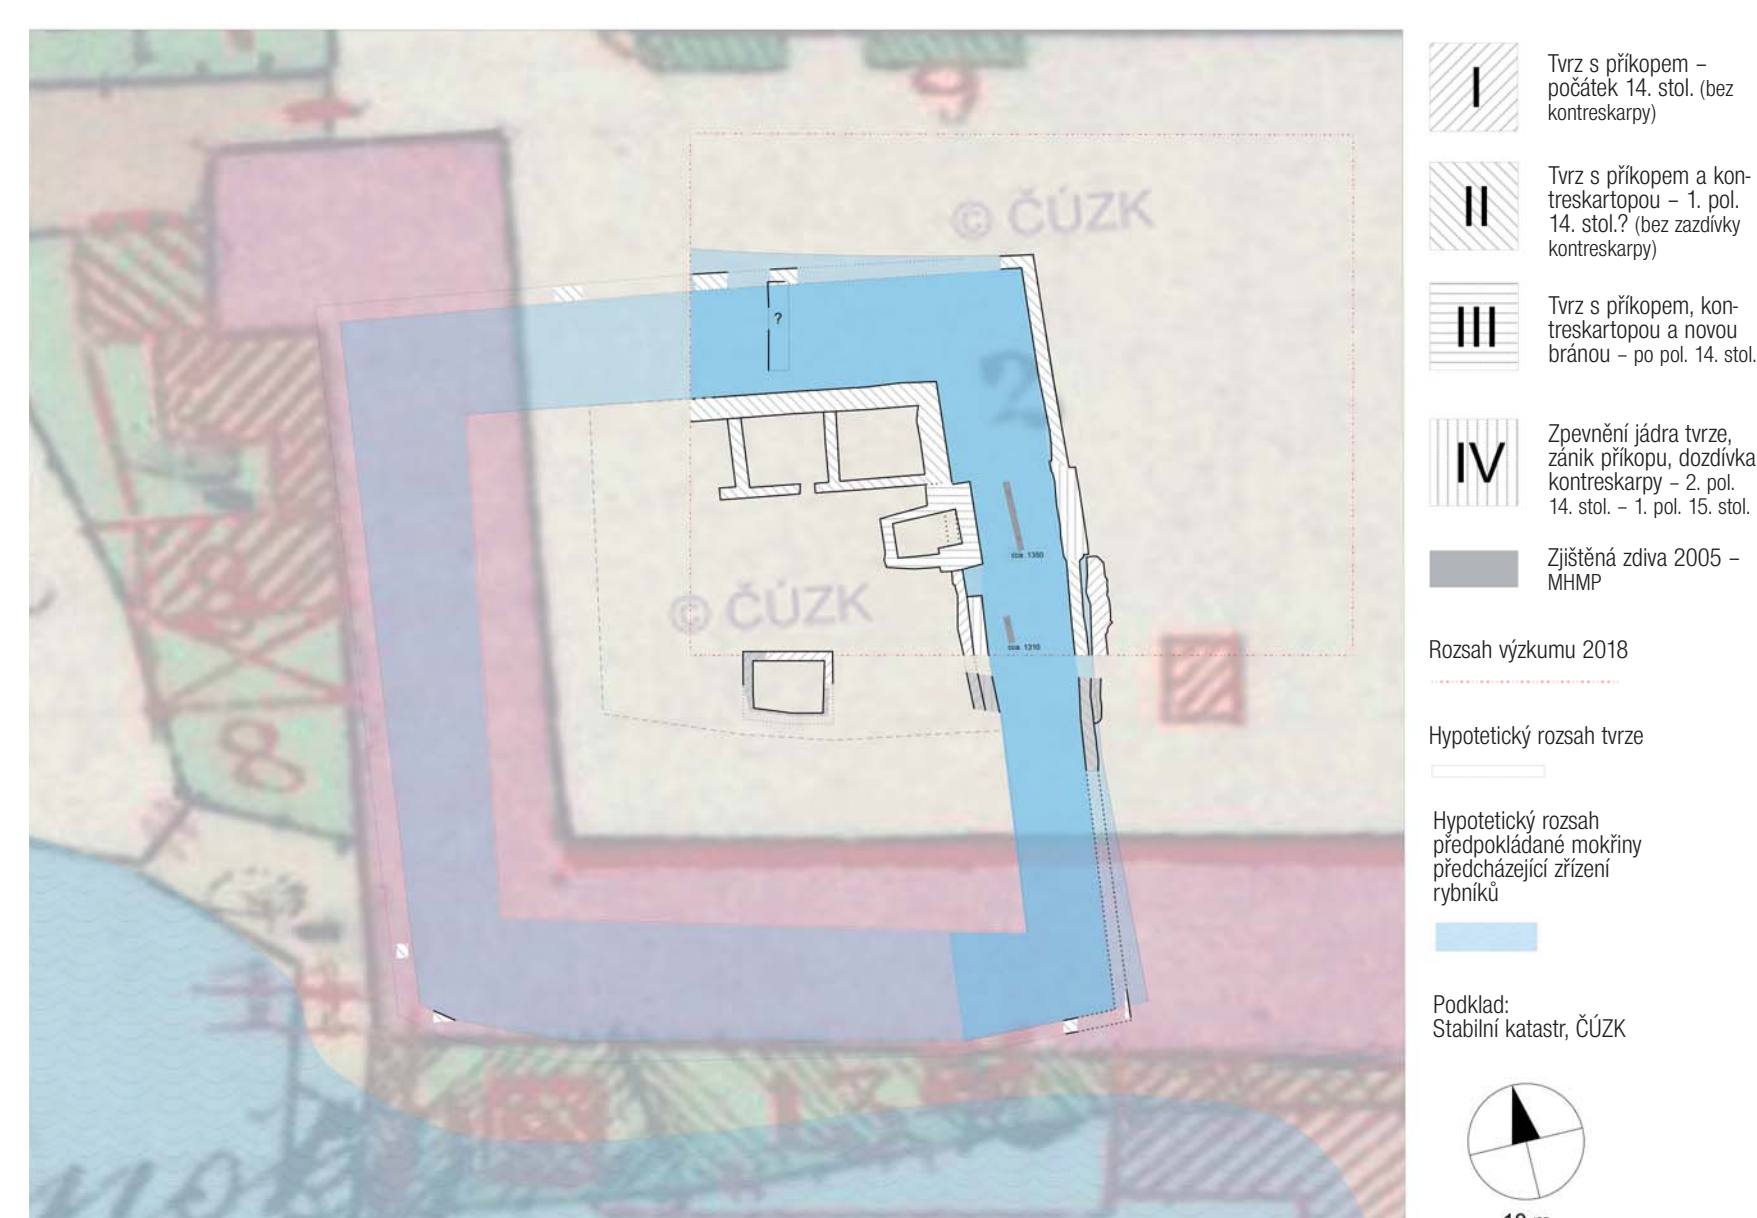 9
© ČÚZK
?
2
cca 1350
© ČÚZK
cca 1310
8
I
Tvrz s příkopem –
počátek 14. stol. (bez
kontreskarpy)
II
Tvrz s příkopem a kon-
treskartopou – 1. pol.
14. stol.? (bez zazdívky
kontreskarpy)
III
Tvrz s příkopem, kon-
treskartopou a novou
bránou – po pol. 14. stol.
IV
Zpevnění jádra tvrze,
zánik příkopu, dozdívka
kontreskarpy – 2. pol.
14. stol. – 1. pol. 15. stol.
Zjištěná zdiva 2005 –
MHMP
Rozsah výzkumu 2018
Hypotetický rozsah tvrze
Hypotetický rozsah
předpokládané mokřiny
předcházející zřízení
rybníků
Podklad:
Stabilní katastr, ČÚZK
10 m